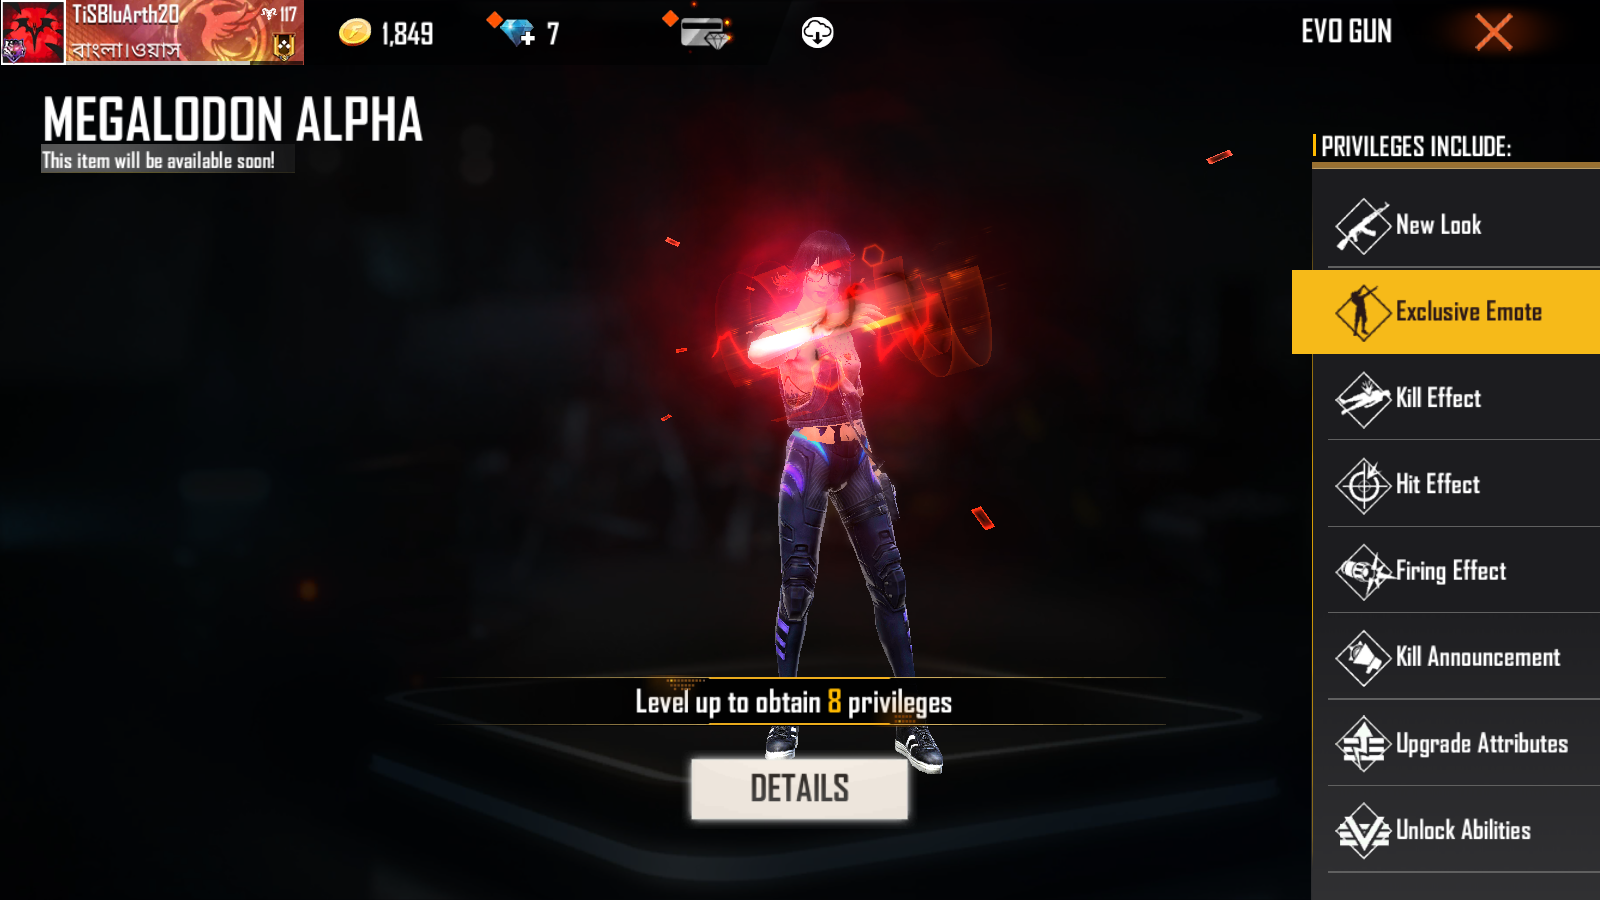 TiSBluArth20
117
বাংলা।ওয়াস
1,849
7
EVO GUN
MEGALODON ALPHA
This item will be available soon!
PRIVILEGES INCLUDE:
New Look
Exclusive Emote
Kill Effect
Hit Effect
Firing Effect
Kill Announcement
Upgrade Attributes
Unlock Abilities
Level up to obtain 8 privileges
DETAILS